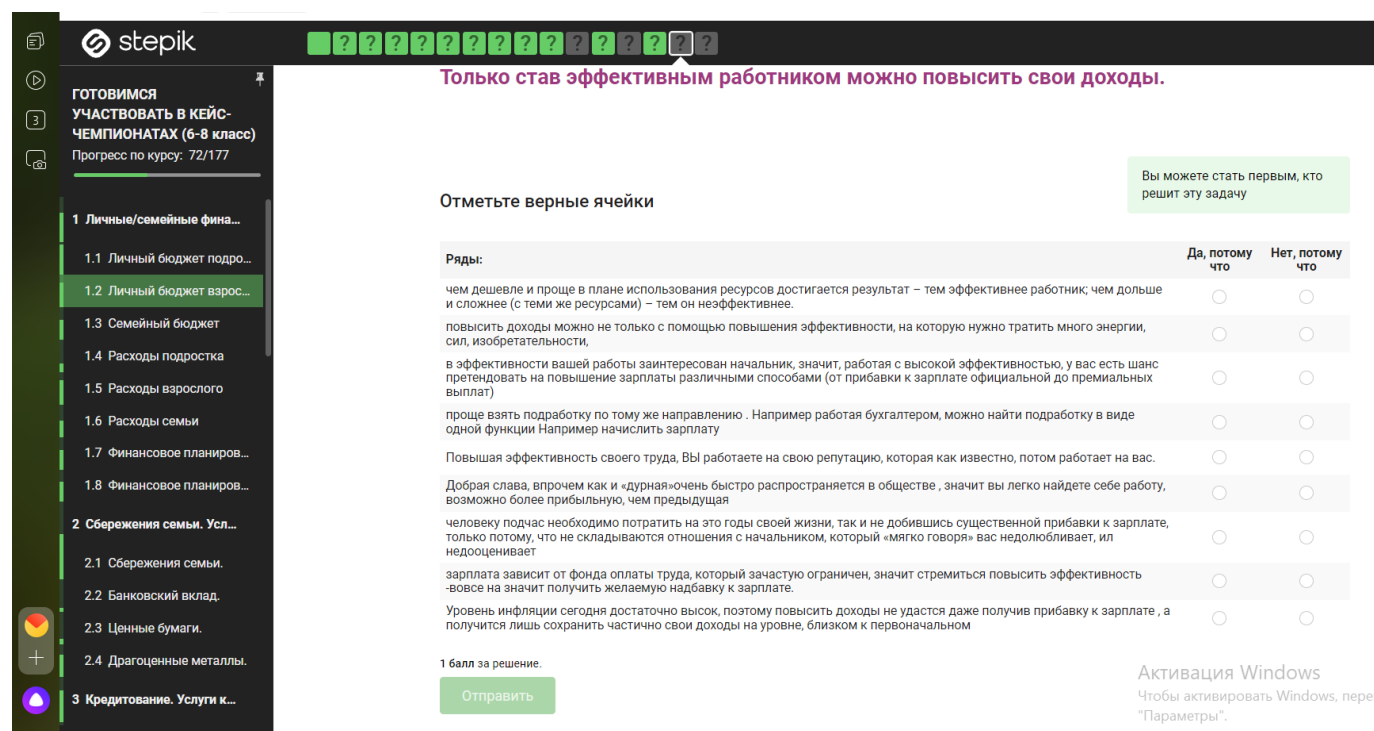 stepik
? ? ? ? ? ? ? ? ? ? ? ? ? ? ?
3
ГОТОВИМСЯ
УЧАСТВОВАТЬ В КЕЙС-
ЧЕМПИОНАТАХ (6-8 класс)
Прогресс по курсу: 72/177
1 Личные/семейные фина...
1.1 Личный бюджет подро...
1.2 Личный бюджет взрос...
1.3 Семейный бюджет
1.4 Расходы подростка
1.5 Расходы взрослого
1.6 Расходы семьи
1.7 Финансовое планиров...
1.8 Финансовое планиров...
2 Сбережения семьи. Усл...
2.1 Сбережения семьи.
2.2 Банковский вклад.
2.3 Ценные бумаги.
2.4 Драгоценные металлы.
3 Кредитование. Услуги к...
Только став эффективным работником можно повысить свои доходы.
Вы можете стать первым, кто
решит эту задачу
Отметьте верные ячейки
Ряды:
Да, потому
что
Нет, потому
что
чем дешевле и проще в плане использования ресурсов достигается результат – тем эффективнее работник; чем дольше
и сложнее (с теми же ресурсами) – тем он неэффективнее.
повысить доходы можно не только с помощью повышения эффективности, на которую нужно тратить много энергии,
сил, изобретательности,
в эффективности вашей работы заинтересован начальник, значит, работая с высокой эффективностью, у вас есть шанс
претендовать на повышение зарплаты различными способами (от прибавки к зарплате официальной до премиальных
выплат)
проще взять подработку по тому же направлению . Например работая бухгалтером, можно найти подработку в виде
одной функции Например начислить зарплату
Повышая эффективность своего труда, ВЫ работаете на свою репутацию, которая как известно, потом работает на вас.
Добрая слава, впрочем как и «дурная»очень быстро распространяется в обществе , значит вы легко найдете себе работу,
возможно более прибыльную, чем предыдущая
человеку подчас необходимо потратить на это годы своей жизни, так и не добившись существенной прибавки к зарплате,
только потому, что не складываются отношения с начальником, который «мягко говоря» вас недолюбливает, ил
недооценивает
зарплата зависит от фонда оплаты труда, который зачастую ограничен, значит стремиться повысить эффективность
-вовсе на значит получить желаемую надбавку к зарплате.
Уровень инфляции сегодня достаточно высок, поэтому повысить доходы не удастся даже получив прибавку к зарплате , а
получится лишь сохранить частично свои доходы на уровне, близком к первоначальном
1 балл за решение.
Отправить
Активация Windows
Чтобы активировать Windows, пере
"Параметры".